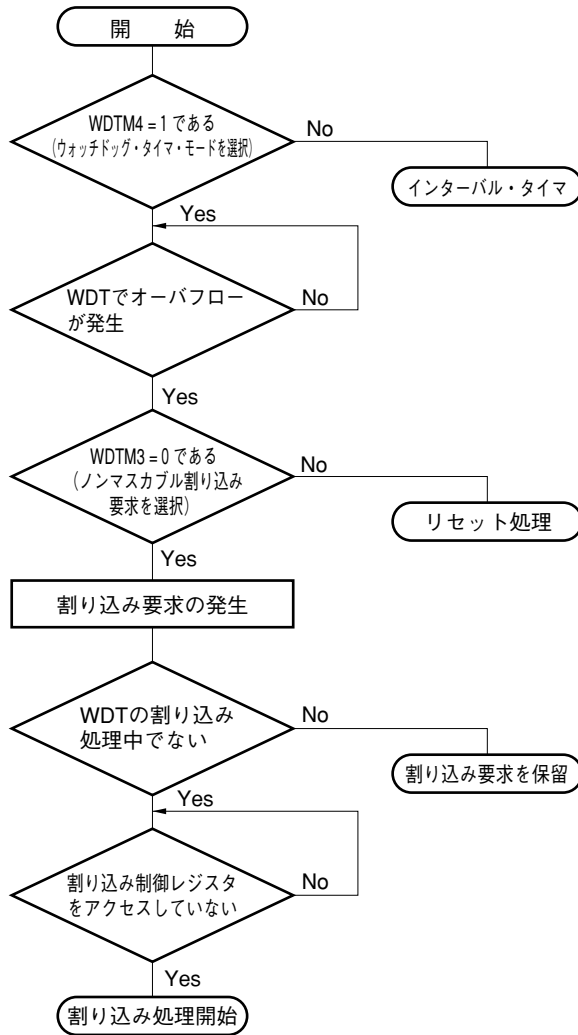 開　始
WDTM4 = 1 である
(ウォッチドッグ・タイマ・モードを選択)
No
インターバル・タイマ
Yes
WDTでオーバフロー
が発生
No
Yes
WDTM3 = 0 である
(ノンマスカブル割り込み
要求を選択)
No
リセット処理
Yes
割り込み要求の発生
WDTの割り込み
処理中でない
No
割り込み要求を保留
Yes
割り込み制御レジスタ
をアクセスしていない
No
Yes
割り込み処理開始